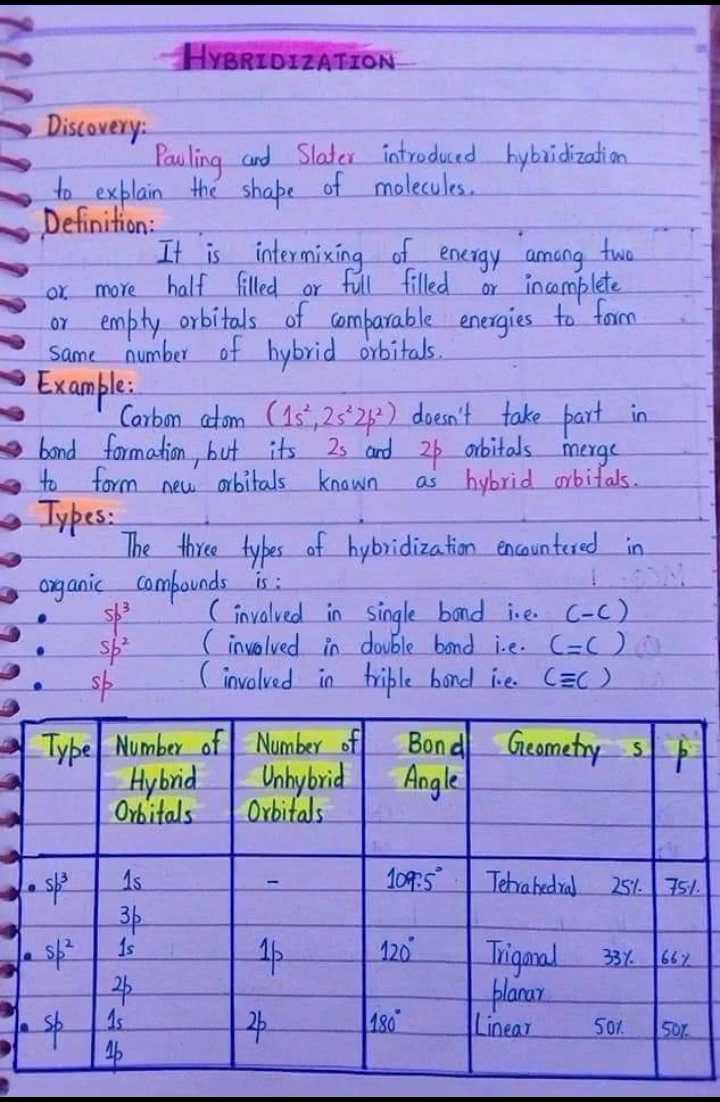 HYBRIDIZATION
Discovery:
Pauling and Slater introduced hybridization
to explain the shape of molecules.
Definition:
It is intermixing of energy among two
or more half filled or full filled or incomplete
or empty orbitals of comparable energies to form
Same number of hybrid orbitals.
Example:
Carbon atom (1s², 2s² 2p²) doesn't take part in
bond formation, but its 2s and 2p orbitals merge
to form new orbitals known as hybrid orbitals.
Types:
The three types of hybridization encountered in
organic compounds is:
• sp³ (involved in single bond i.e. C-C)
• sp² (involved in double bond i.e. C=C)
• sp (involved in triple bond i.e. C≡C)
Type Number of Number of Bond Geometry s p
Hybrid Unhybrid Angle
Orbitals Orbitals
• sp³ 1s - 109.5° Tetrahedral 25% 75%
3p
• sp² 1s 1p 120° Trigonal 33% 66%
2p planar
• sp 1s 2p 180° Linear 50% 50%
1p